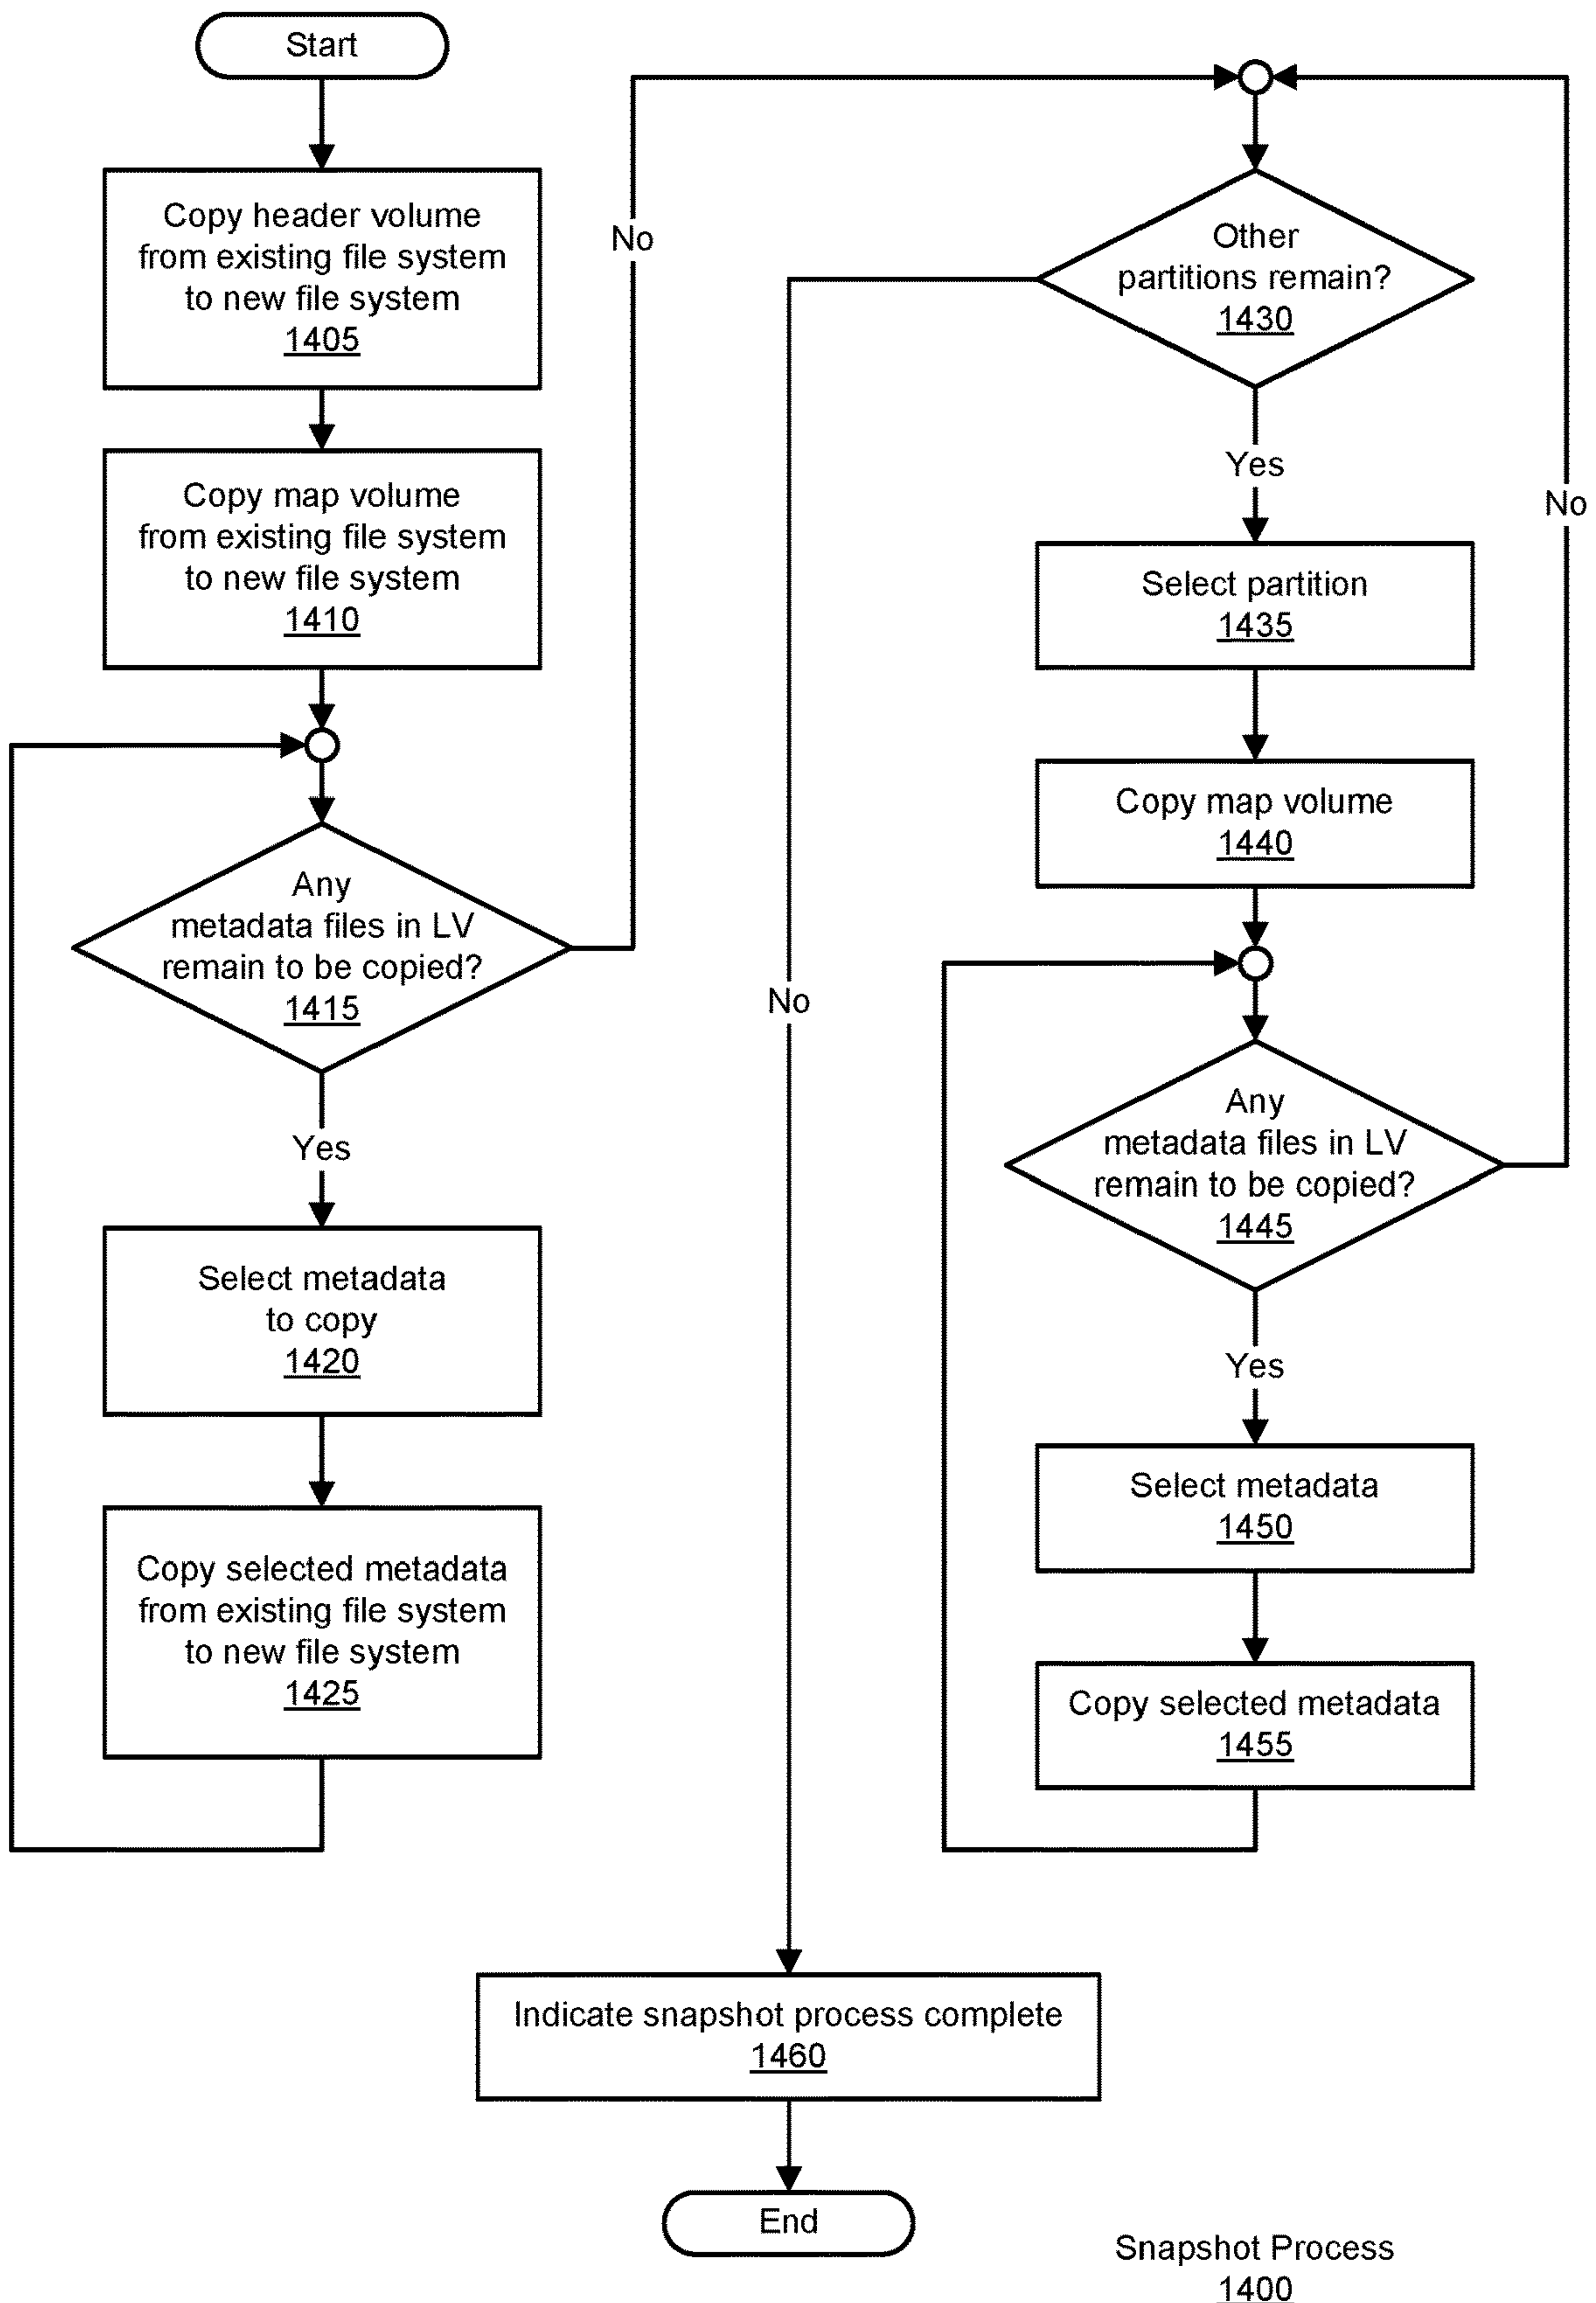 Start
Copy header volume
from existing file system
to new file system
1405
Copy map volume
from existing file system
to new file system
1410
Any
metadata files in LV
remain to be copied?
1415
Yes
Select metadata
to copy
1420
Copy selected metadata
from existing file system
to new file system
1425
No
Other
partitions remain?
1430
Yes
No
Select partition
1435
Copy map volume
1440
No
Any
metadata files in LV
remain to be copied?
1445
Yes
Select metadata
1450
Copy selected metadata
1455
Indicate snapshot process complete
1460
End
Snapshot Process
1400